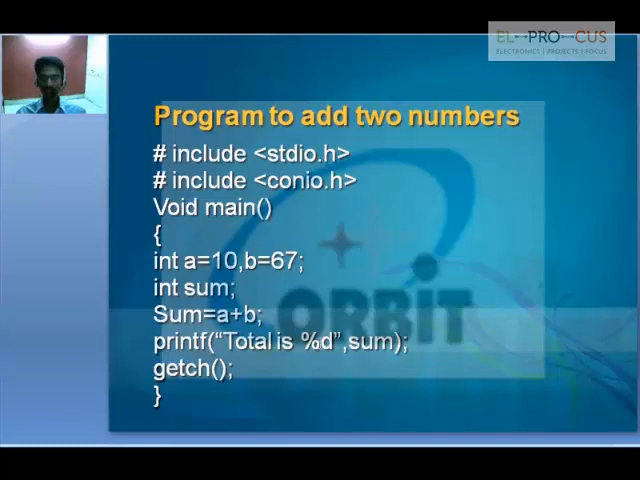 EL PRO CUS
ELECTRONICT | PROJECTS | FOCUS
Program to add two numbers
# include <stdio.h>
# include <conio.h>
Void main()
{
int a=10,b=67;
int sum;
Sum=a+b;
printf(“Total is %d”,sum);
getch();
}
ORBIT